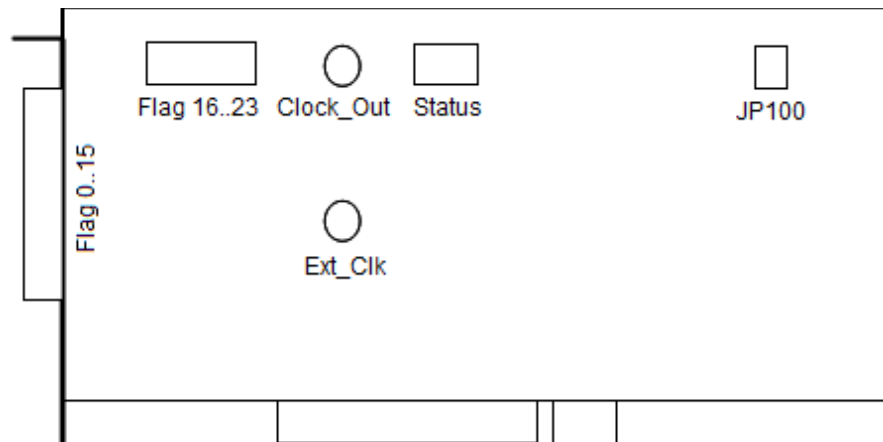 Flag 16..23
Clock_Out
Status
JP100
Flag 0..15
Ext_Clk